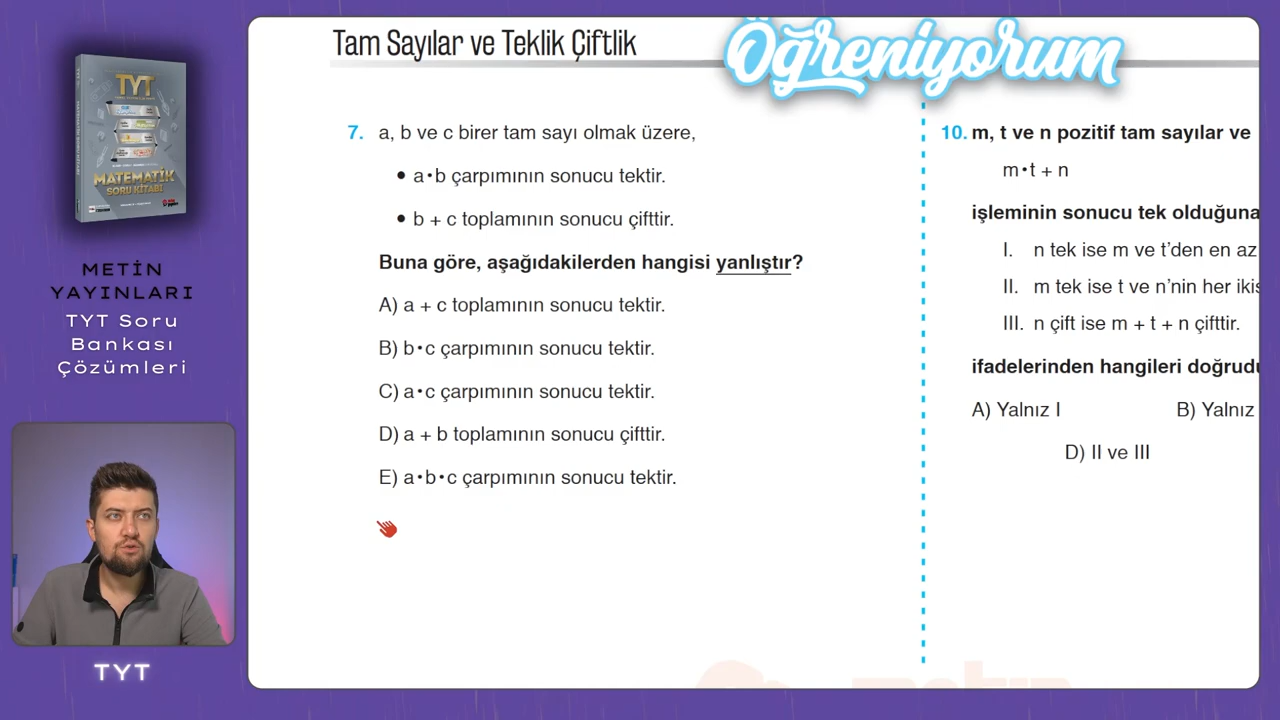 TYT
MATEMATİK
SORU KİTABI
METİN
YAYINLARI
TYT Soru
Bankası
Çözümleri
TYT
Tam Sayılar ve Teklik Çiftlik
Öğreniyorum
7. a, b ve c birer tam sayı olmak üzere,
• a•b çarpımının sonucu tektir.
• b + c toplamının sonucu çifttir.
Buna göre, aşağıdakilerden hangisi yanlıştır?
A) a + c toplamının sonucu tektir.
B) b•c çarpımının sonucu tektir.
C) a•c çarpımının sonucu tektir.
D) a + b toplamının sonucu çifttir.
E) a•b•c çarpımının sonucu tektir.
10. m, t ve n pozitif tam sayılar ve
m•t + n
işleminin sonucu tek olduğuna
I. n tek ise m ve t’den en az
II. m tek ise t ve n’nin her ikis
III. n çift ise m + t + n çifttir.
ifadelerinden hangileri doğrudu
A) Yalnız I B) Yalnız
D) II ve III